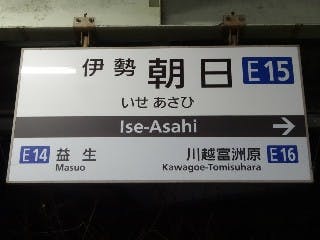 伊勢 朝日 E15
いせ あさひ
Ise-Asahi →
E14 益生 川越富洲原 E16
Masuo Kawagoe-Tomisuhara